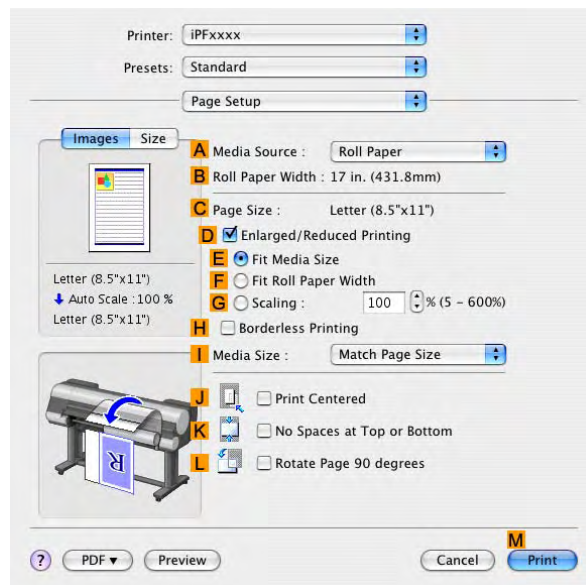 Printer: iPFxxxx
Presets: Standard
Page Setup
Images Size
A Media Source : Roll Paper
B Roll Paper Width : 17 in. (431.8mm)
C Page Size : Letter (8.5"x11")
D Enlarged/Reduced Printing
E Fit Media Size
F Fit Roll Paper Width
G Scaling : 100 % (5 - 600%)
H Borderless Printing
I Media Size : Match Page Size
Letter (8.5"x11")
Auto Scale :100 %
Letter (8.5"x11")
J Print Centered
K No Spaces at Top or Bottom
L Rotate Page 90 degrees
R
M
? PDF Preview Cancel Print